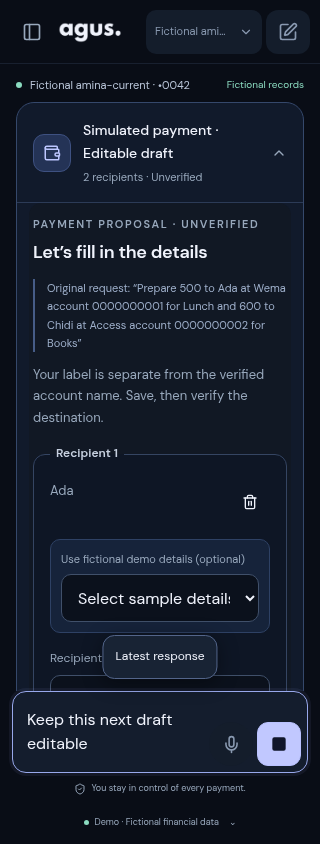 agus.
Fictional ami...
Fictional amina-current · •0042
Fictional records
Simulated payment ·
Editable draft
2 recipients · Unverified
PAYMENT PROPOSAL · UNVERIFIED
Let’s fill in the details
Original request: “Prepare 500 to Ada at Wema
account 0000000001 for Lunch and 600 to
Chidi at Access account 0000000002 for
Books”
Your label is separate from the verified
account name. Save, then verify the
destination.
Recipient 1
Ada
Use fictional demo details (optional)
Select sample details
Recipient
Latest response
Keep this next draft
editable
You stay in control of every payment.
Demo · Fictional financial data